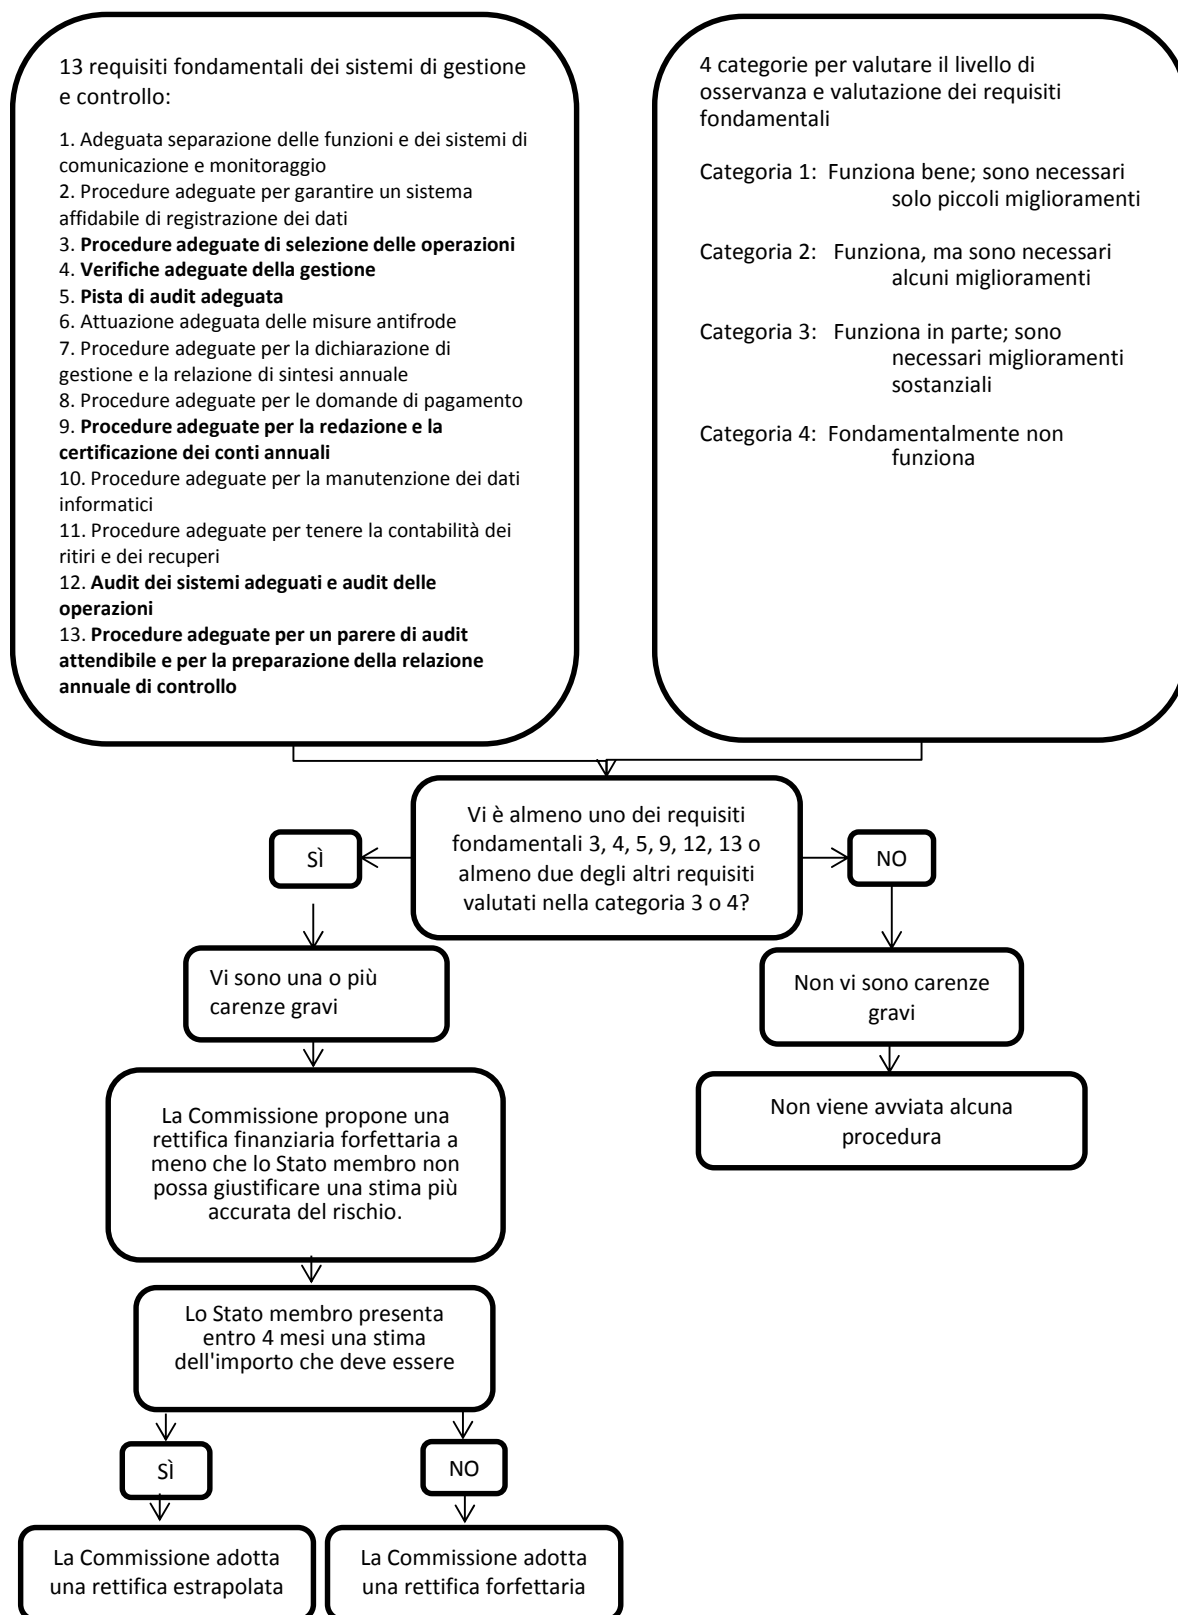 13 requisiti fondamentali dei sistemi di gestione
e controllo:
1. Adeguata separazione delle funzioni e dei sistemi di
comunicazione e monitoraggio
2. Procedure adeguate per garantire un sistema
affidabile di registrazione dei dati
3. Procedure adeguate di selezione delle operazioni
4. Verifiche adeguate della gestione
5. Pista di audit adeguata
6. Attuazione adeguata delle misure antifrode
7. Procedure adeguate per la dichiarazione di
gestione e la relazione di sintesi annuale
8. Procedure adeguate per le domande di pagamento
9. Procedure adeguate per la redazione e la
certificazione dei conti annuali
10. Procedure adeguate per la manutenzione dei dati
informatici
11. Procedure adeguate per tenere la contabilità dei
ritiri e dei recuperi
12. Audit dei sistemi adeguati e audit delle
operazioni
13. Procedure adeguate per un parere di audit
attendibile e per la preparazione della relazione
annuale di controllo
4 categorie per valutare il livello di
osservanza e valutazione dei requisiti
fondamentali
Categoria 1: Funziona bene; sono necessari
solo piccoli miglioramenti
Categoria 2: Funziona, ma sono necessari
alcuni miglioramenti
Categoria 3: Funziona in parte; sono
necessari miglioramenti
sostanziali
Categoria 4: Fondamentalmente non
funziona
Vi è almeno uno dei requisiti
fondamentali 3, 4, 5, 9, 12, 13 o
almeno due degli altri requisiti
valutati nella categoria 3 o 4?
SÌ
NO
Vi sono una o più
carenze gravi
Non vi sono carenze
gravi
La Commissione propone una
rettifica finanziaria forfettaria a
meno che lo Stato membro non
possa giustificare una stima più
accurata del rischio.
Non viene avviata alcuna
procedura
Lo Stato membro presenta
entro 4 mesi una stima
dell'importo che deve essere
SÌ
NO
La Commissione adotta
una rettifica estrapolata
La Commissione adotta
una rettifica forfettaria